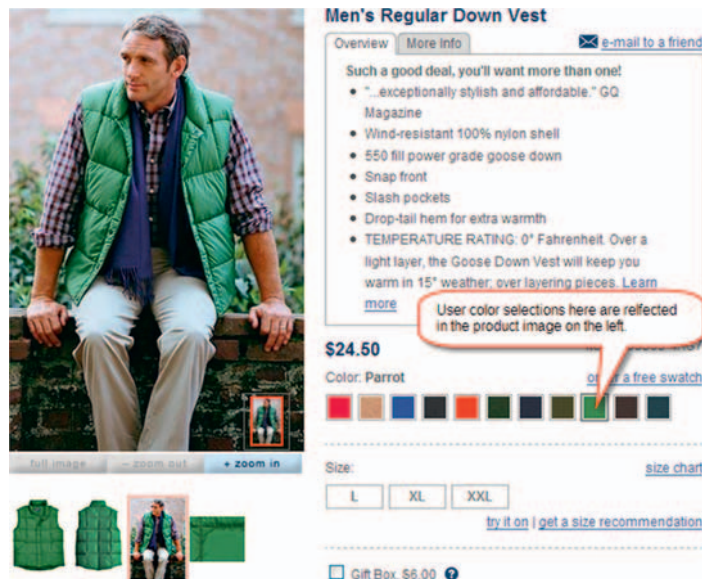 Men's Regular Down Vest
Overview
More Info
e-mail to a friend
Such a good deal, you'll want more than one!
"...exceptionally stylish and affordable." GQ
Magazine
Wind-resistant 100% nylon shell
550 fill power grade goose down
Snap front
Slash pockets
Drop-tail hem for extra warmth
TEMPERATURE RATING: 0° Fahrenheit. Over a
light layer, the Goose Down Vest will keep you
warm in 15° weather; over layering pieces. Learn
more
User color selections here are relfected
in the product image on the left.
$24.50
Color: Parrot
a free swatch
full image
– zoom out
+ zoom in
Size:
size chart
L XL XXL
try it on | get a size recommendation
Gift Box $6.00 ?